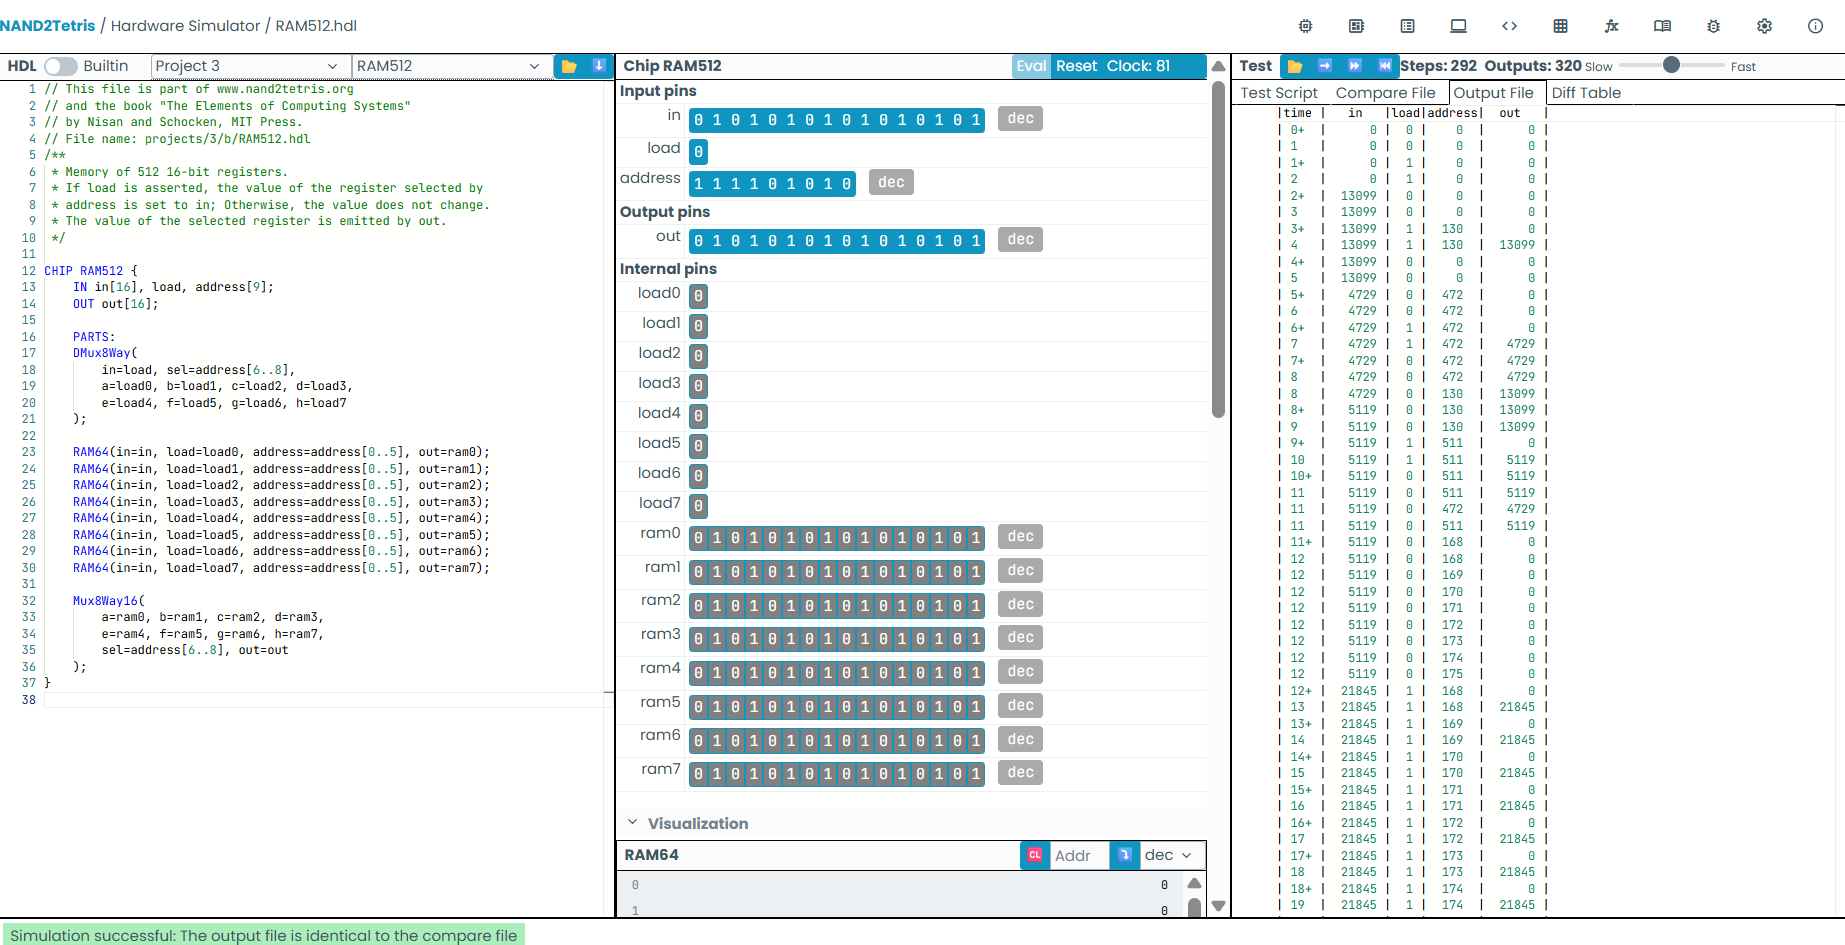 NAND2Tetris / Hardware Simulator / RAM512.hdl
HDL Builtin Project 3 RAM512
1 // This file is part of www.nand2tetris.org
2 // and the book "The Elements of Computing Systems"
3 // by Nisan and Schocken, MIT Press.
4 // File name: projects/3/b/RAM512.hdl
5 /**
6 * Memory of 512 16-bit registers.
7 * If load is asserted, the value of the register selected by
8 * address is set to in; Otherwise, the value does not change.
9 * The value of the selected register is emitted by out.
10 */
11
12 CHIP RAM512 {
13 IN in[16], load, address[9];
14 OUT out[16];
15
16 PARTS:
17 DMux8Way(
18 in=load, sel=address[6..8],
19 a=load0, b=load1, c=load2, d=load3,
20 e=load4, f=load5, g=load6, h=load7
21 );
22
23 RAM64(in=in, load=load0, address=address[0..5], out=ram0);
24 RAM64(in=in, load=load1, address=address[0..5], out=ram1);
25 RAM64(in=in, load=load2, address=address[0..5], out=ram2);
26 RAM64(in=in, load=load3, address=address[0..5], out=ram3);
27 RAM64(in=in, load=load4, address=address[0..5], out=ram4);
28 RAM64(in=in, load=load5, address=address[0..5], out=ram5);
29 RAM64(in=in, load=load6, address=address[0..5], out=ram6);
30 RAM64(in=in, load=load7, address=address[0..5], out=ram7);
31
32 Mux8Way16(
33 a=ram0, b=ram1, c=ram2, d=ram3,
34 e=ram4, f=ram5, g=ram6, h=ram7,
35 sel=address[6..8], out=out
36 );
37 }
38
Chip RAM512 Eval Reset Clock: 81
Input pins
in 0 1 0 1 0 1 0 1 0 1 0 1 0 1 0 1 dec
load 0
address 1 1 1 1 0 1 0 1 0 dec
Output pins
out 0 1 0 1 0 1 0 1 0 1 0 1 0 1 0 1 dec
Internal pins
load0 0
load1 0
load2 0
load3 0
load4 0
load5 0
load6 0
load7 0
ram0 0 1 0 1 0 1 0 1 0 1 0 1 0 1 0 1 dec
ram1 0 1 0 1 0 1 0 1 0 1 0 1 0 1 0 1 dec
ram2 0 1 0 1 0 1 0 1 0 1 0 1 0 1 0 1 dec
ram3 0 1 0 1 0 1 0 1 0 1 0 1 0 1 0 1 dec
ram4 0 1 0 1 0 1 0 1 0 1 0 1 0 1 0 1 dec
ram5 0 1 0 1 0 1 0 1 0 1 0 1 0 1 0 1 dec
ram6 0 1 0 1 0 1 0 1 0 1 0 1 0 1 0 1 dec
ram7 0 1 0 1 0 1 0 1 0 1 0 1 0 1 0 1 dec
Visualization
RAM64 CL Addr dec
0 0
1 0
Test Steps: 292 Outputs: 320 Slow Fast
Test Script Compare File Output File Diff Table
|time | in |load|address| out |
| 0+ | 0 | 0 | 0 | 0 |
| 1 | 0 | 0 | 0 | 0 |
| 1+ | 0 | 1 | 0 | 0 |
| 2 | 0 | 1 | 0 | 0 |
| 2+ | 13099 | 0 | 0 | 0 |
| 3 | 13099 | 0 | 0 | 0 |
| 3+ | 13099 | 1 | 130 | 0 |
| 4 | 13099 | 1 | 130 | 13099 |
| 4+ | 13099 | 0 | 0 | 0 |
| 5 | 13099 | 0 | 0 | 0 |
| 5+ | 4729 | 0 | 472 | 0 |
| 6 | 4729 | 0 | 472 | 0 |
| 6+ | 4729 | 1 | 472 | 0 |
| 7 | 4729 | 1 | 472 | 4729 |
| 7+ | 4729 | 0 | 472 | 4729 |
| 8 | 4729 | 0 | 472 | 4729 |
| 8 | 4729 | 0 | 130 | 13099 |
| 8+ | 5119 | 0 | 130 | 13099 |
| 9 | 5119 | 0 | 130 | 13099 |
| 9+ | 5119 | 1 | 511 | 0 |
| 10 | 5119 | 1 | 511 | 5119 |
| 10+ | 5119 | 0 | 511 | 5119 |
| 11 | 5119 | 0 | 511 | 5119 |
| 11 | 5119 | 0 | 472 | 4729 |
| 11 | 5119 | 0 | 511 | 5119 |
| 11+ | 5119 | 0 | 168 | 0 |
| 12 | 5119 | 0 | 168 | 0 |
| 12 | 5119 | 0 | 169 | 0 |
| 12 | 5119 | 0 | 170 | 0 |
| 12 | 5119 | 0 | 171 | 0 |
| 12 | 5119 | 0 | 172 | 0 |
| 12 | 5119 | 0 | 173 | 0 |
| 12 | 5119 | 0 | 174 | 0 |
| 12 | 5119 | 0 | 175 | 0 |
| 12+ | 21845 | 1 | 168 | 0 |
| 13 | 21845 | 1 | 168 | 21845 |
| 13+ | 21845 | 1 | 169 | 0 |
| 14 | 21845 | 1 | 169 | 21845 |
| 14+ | 21845 | 1 | 170 | 0 |
| 15 | 21845 | 1 | 170 | 21845 |
| 15+ | 21845 | 1 | 171 | 0 |
| 16 | 21845 | 1 | 171 | 21845 |
| 16+ | 21845 | 1 | 172 | 0 |
| 17 | 21845 | 1 | 172 | 21845 |
| 17+ | 21845 | 1 | 173 | 0 |
| 18 | 21845 | 1 | 173 | 21845 |
| 18+ | 21845 | 1 | 174 | 0 |
| 19 | 21845 | 1 | 174 | 21845 |
Simulation successful: The output file is identical to the compare file